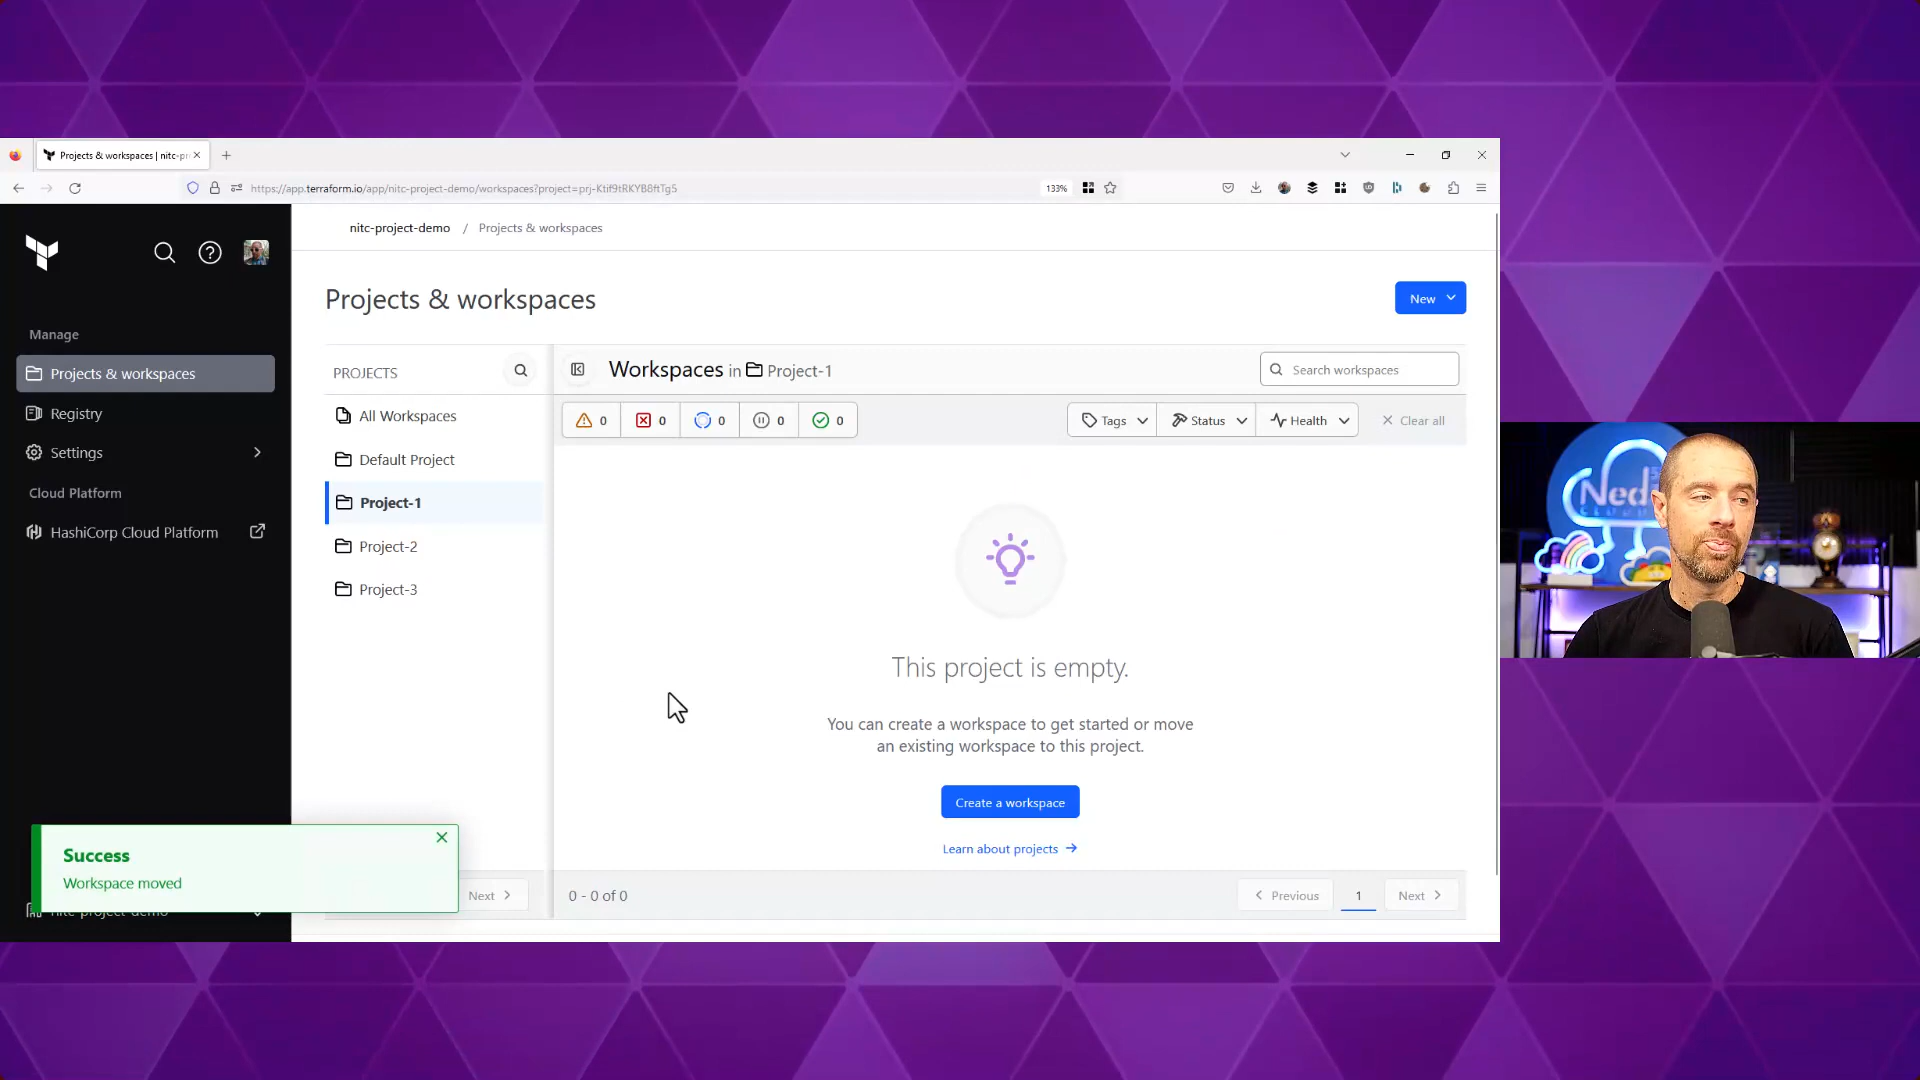 Projects & workspaces | nitc-pr
https://app.terraform.io/app/nitc-project-demo/workspaces?project=prj-Ktif9tRKYB8ftTg5
133%
nitc-project-demo / Projects & workspaces
Projects & workspaces
New
Manage
Projects & workspaces
Registry
Settings
Cloud Platform
HashiCorp Cloud Platform
PROJECTS
All Workspaces
Default Project
Project-1
Project-2
Project-3
Workspaces in Project-1
Search workspaces
0 0 0 0 0
Tags Status Health Clear all
This project is empty.
You can create a workspace to get started or move
an existing workspace to this project.
Create a workspace
Learn about projects
Success
Workspace moved
nitc-project-demo
Next
0 - 0 of 0
Previous 1 Next
Ned